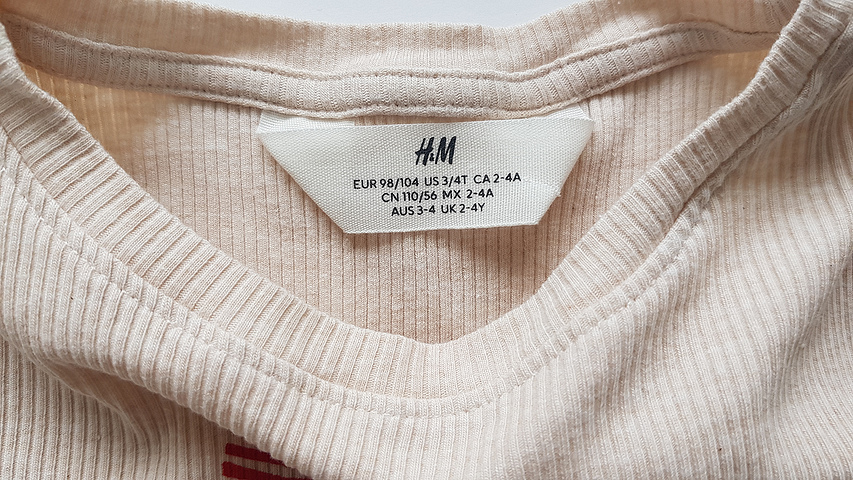 H&M
EUR 98/104 US 3/4T CA 2-4A
CN 110/56 MX 2-4A
AUS 3-4 UK 2-4Y